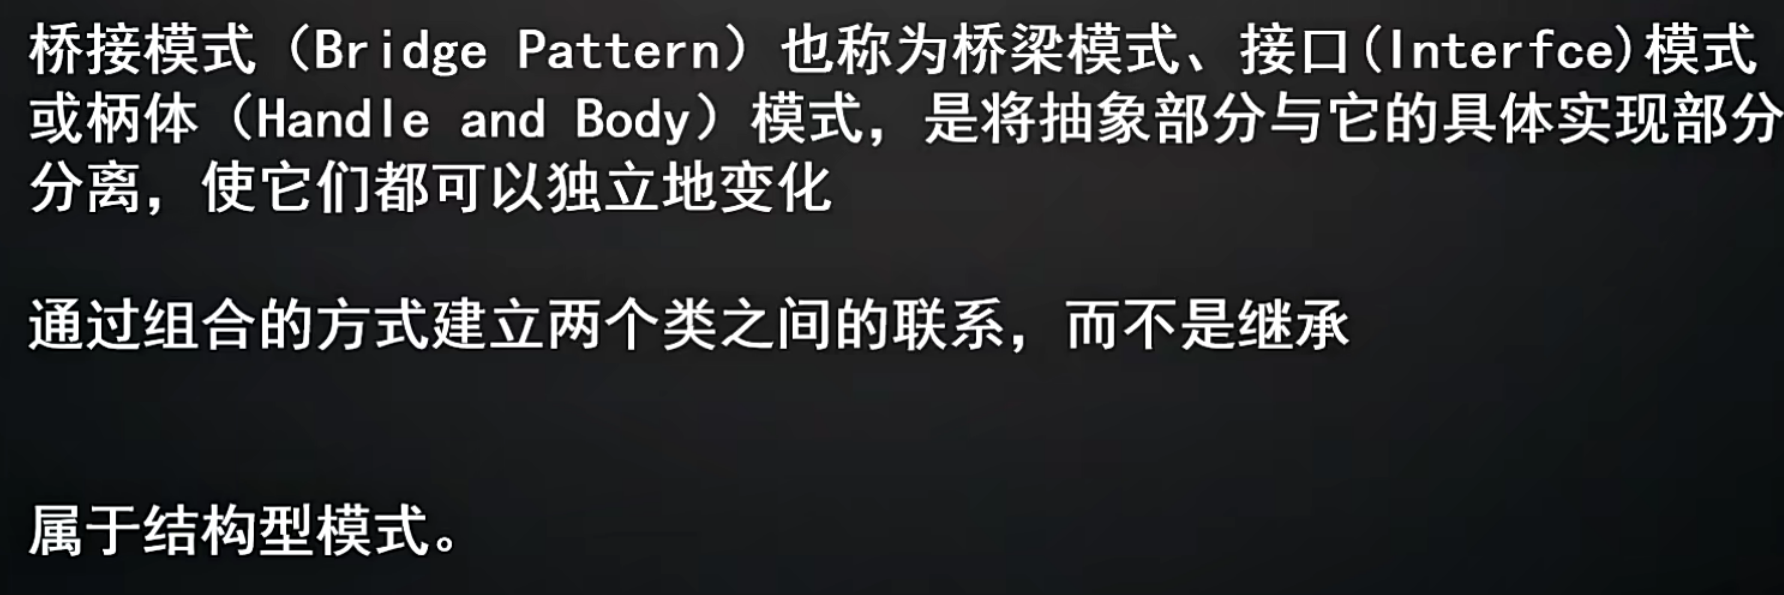 桥接模式（Bridge Pattern）也称为桥梁模式、接口(Interfce)模式
或柄体（Handle and Body）模式，是将抽象部分与它的具体实现部分
分离，使它们都可以独立地变化
通过组合的方式建立两个类之间的联系，而不是继承
属于结构型模式。